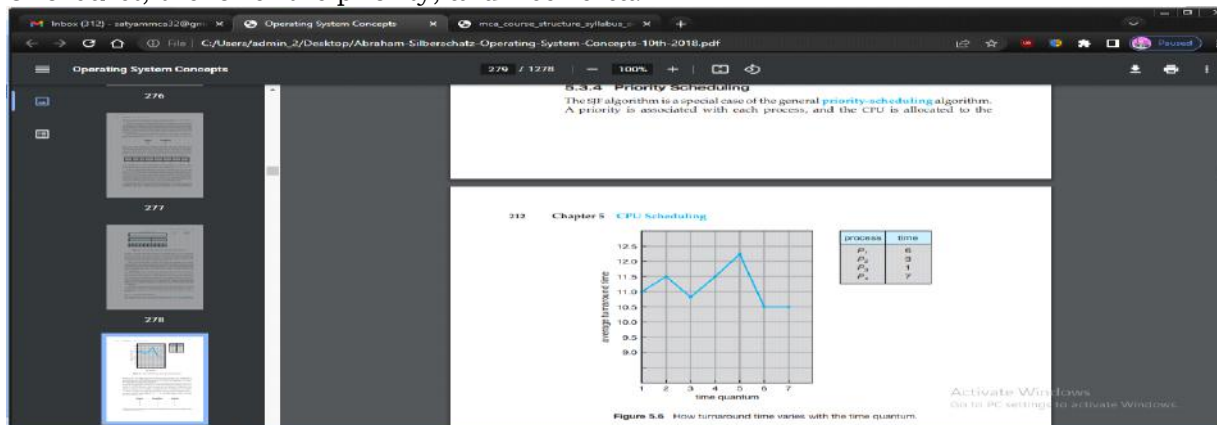 Inbox (312) - satyammca32@gm
Operating System Concepts
mca_course_structure_syllabus_
File C:/Users/admin_2/Desktop/Abraham-Silberschatz-Operating-System-Concepts-10th-2018.pdf
Paused
Operating System Concepts
279 / 1278
100%
276
277
278
5.3.4 Priority Scheduling
The SJF algorithm is a special case of the general priority-scheduling algorithm.
A priority is associated with each process, and the CPU is allocated to the
212 Chapter 5 CPU Scheduling
process time
P1 6
P2 3
P3 1
P4 7
12.5
12.0
11.5
11.0
10.5
10.0
9.5
9.0
average turnaround time
1 2 3 4 5 6 7
time quantum
Figure 5.6 How turnaround time varies with the time quantum.
Activate Windows
Go to PC settings to activate Windows.